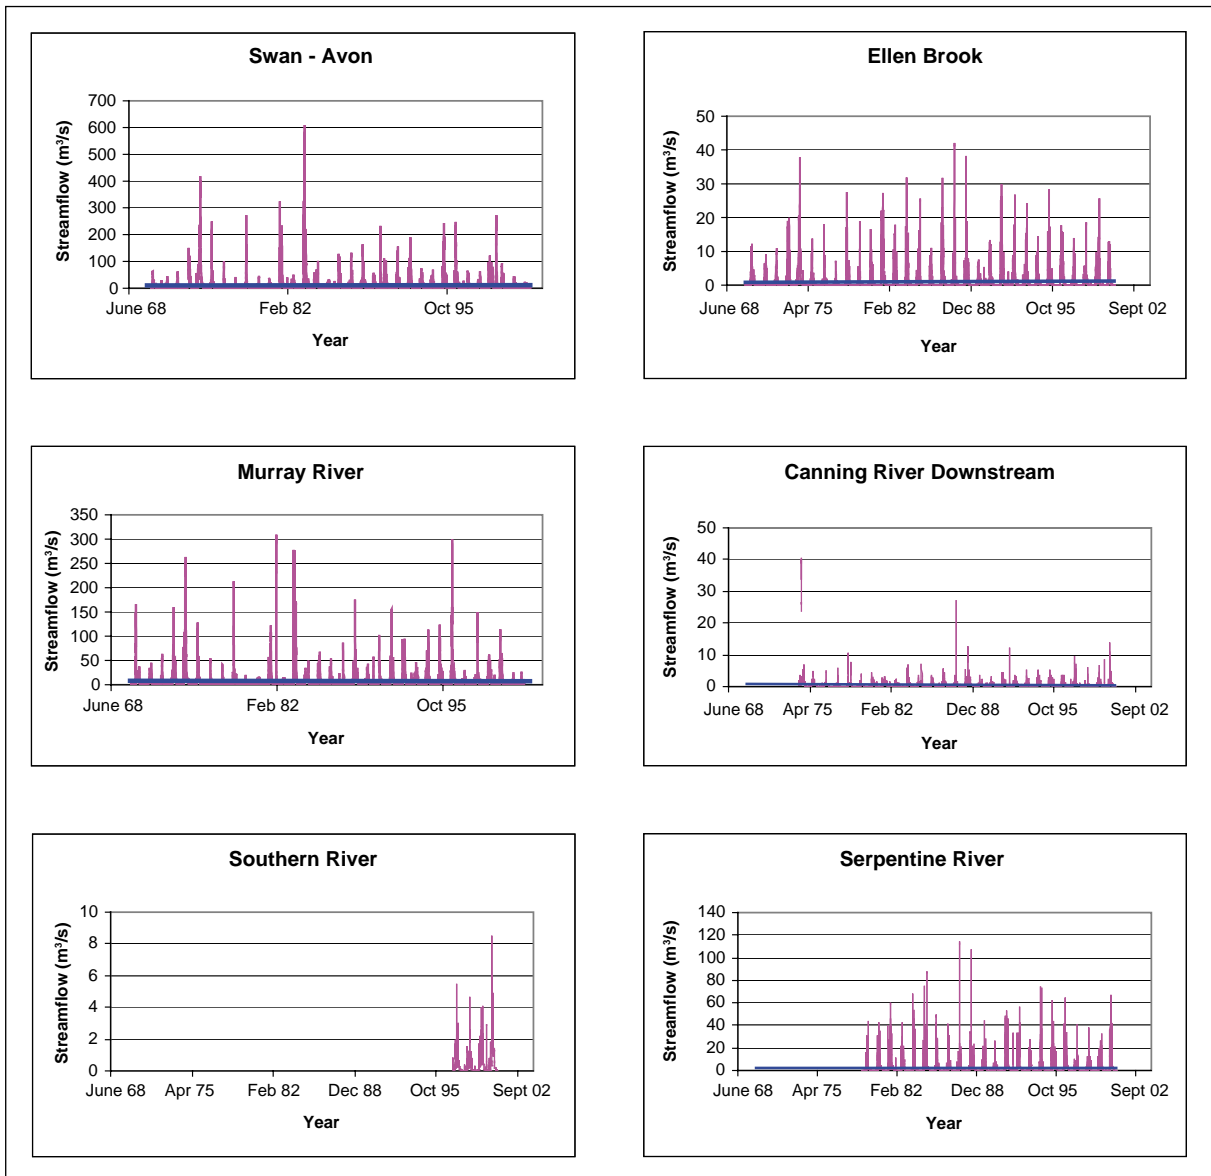 Swan - Avon
Streamflow (m³/s)
700
600
500
400
300
200
100
0
June 68 Feb 82 Oct 95
Year
Ellen Brook
Streamflow (m³/s)
50
40
30
20
10
0
June 68 Apr 75 Feb 82 Dec 88 Oct 95 Sept 02
Year
Murray River
Streamflow (m³/s)
350
300
250
200
150
100
50
0
June 68 Feb 82 Oct 95
Year
Canning River Downstream
Streamflow (m³/s)
50
40
30
20
10
0
June 68 Apr 75 Feb 82 Dec 88 Oct 95 Sept 02
Year
Southern River
Streamflow (m³/s)
10
8
6
4
2
0
June 68 Apr 75 Feb 82 Dec 88 Oct 95 Sept 02
Year
Serpentine River
Streamflow (m³/s)
140
120
100
80
60
40
20
0
June 68 Apr 75 Feb 82 Dec 88 Oct 95 Sept 02
Year